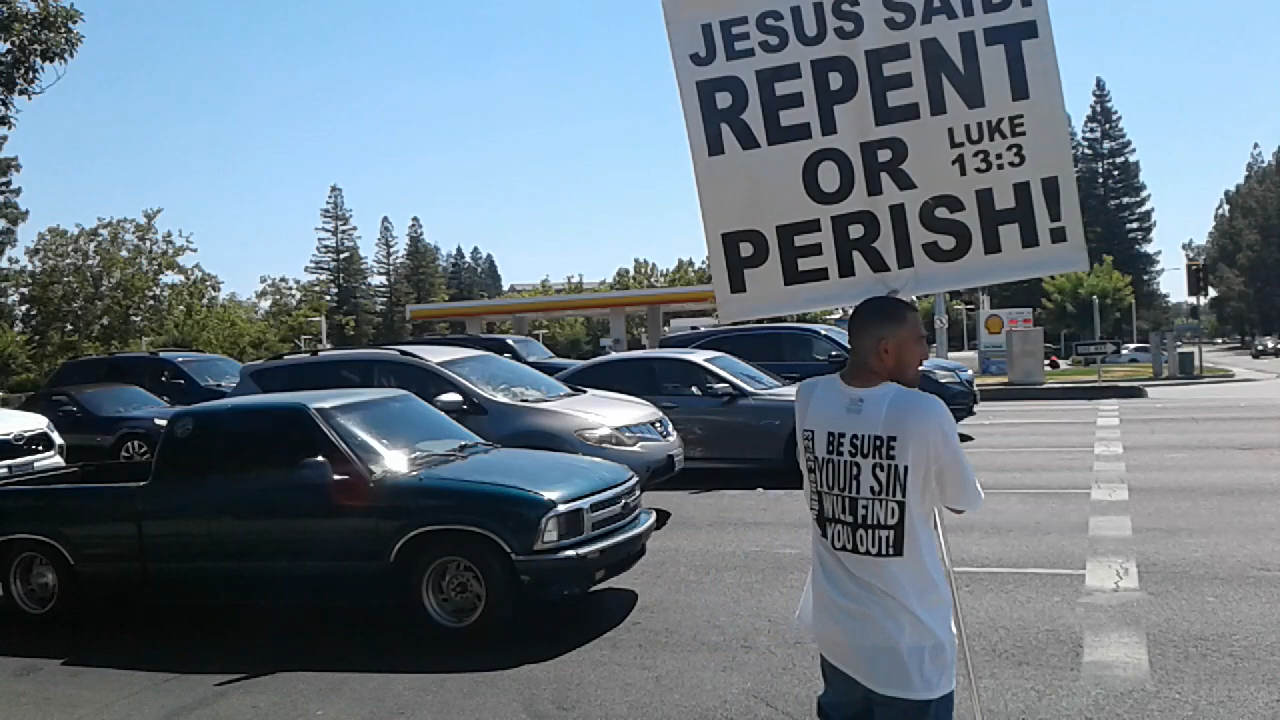 JESUS SAID:
REPENT
OR
LUKE
13:3
PERISH!
BE SURE
YOUR SIN
WILL FIND
YOU OUT!